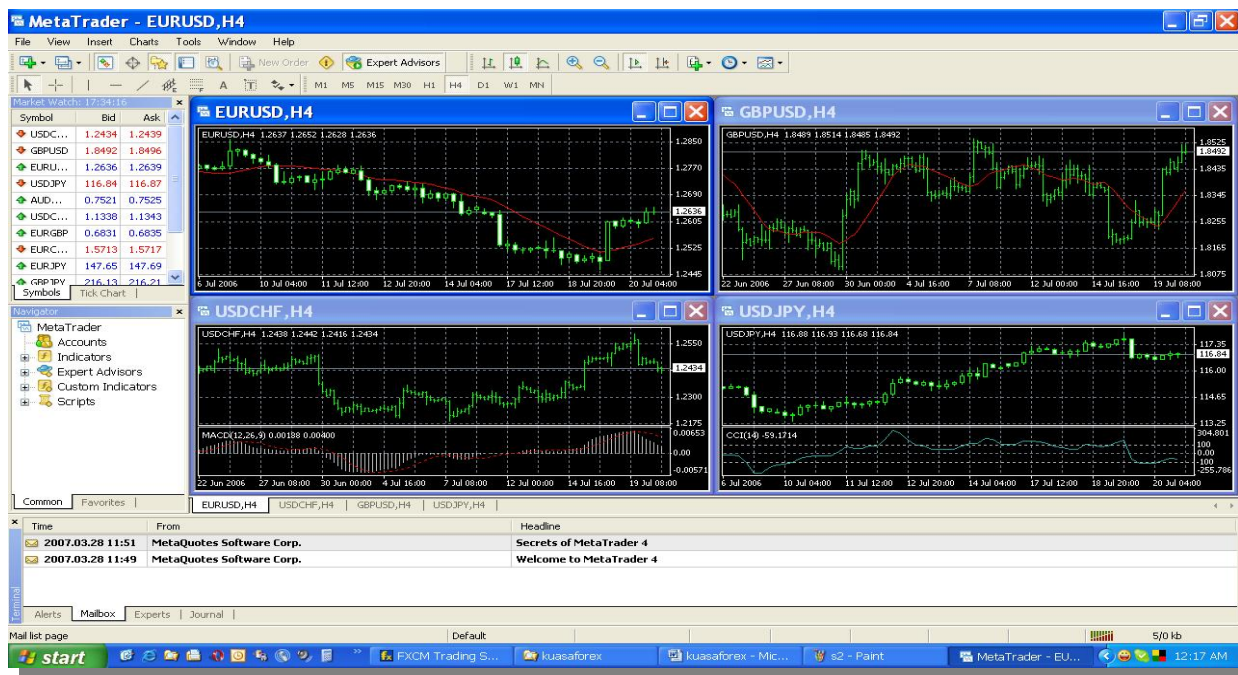 MetaTrader - EURUSD,H4
File View Insert Charts Tools Window Help
New Order Expert Advisors
A T M1 M5 M15 M30 H1 H4 D1 W1 MN
Market Watch: 17:34:16
Symbol Bid Ask
USDC... 1.2434 1.2439
GBPUSD 1.8492 1.8496
EURU... 1.2636 1.2639
USDJPY 116.84 116.87
AUD... 0.7521 0.7525
USDC... 1.1338 1.1343
EURGBP 0.6831 0.6835
EURC... 1.5713 1.5717
EURJPY 147.65 147.69
GBPJPY 216.13 216.21
Symbols Tick Chart
Navigator
MetaTrader
Accounts
Indicators
Expert Advisors
Custom Indicators
Scripts
Common Favorites
EURUSD,H4
EURUSD,H4 1.2637 1.2652 1.2628 1.2636
1.2850
1.2770
1.2690
1.2636
1.2605
1.2525
1.2445
6 Jul 2006 10 Jul 04:00 11 Jul 12:00 12 Jul 20:00 14 Jul 04:00 17 Jul 12:00 18 Jul 20:00 20 Jul 04:00
GBPUSD,H4
GBPUSD,H4 1.8489 1.8514 1.8485 1.8492
1.8525
1.8492
1.8435
1.8345
1.8255
1.8165
1.8075
22 Jun 2006 27 Jun 08:00 30 Jun 00:00 4 Jul 16:00 7 Jul 08:00 12 Jul 00:00 14 Jul 16:00 19 Jul 08:00
USDCHF,H4
USDCHF,H4 1.2438 1.2442 1.2416 1.2434
1.2550
1.2434
1.2300
1.2175
MACD(12,26,9) 0.00188 0.00400
0.00653
0.00
-0.00571
22 Jun 2006 27 Jun 08:00 30 Jun 00:00 4 Jul 16:00 7 Jul 08:00 12 Jul 00:00 14 Jul 16:00 19 Jul 08:00
USDJPY,H4
USDJPY,H4 116.88 116.93 116.68 116.84
117.35
116.84
116.00
114.65
113.25
CCI(14) -59.1714
304.801
100
0.00
-100
-255.786
6 Jul 2006 10 Jul 04:00 11 Jul 12:00 12 Jul 20:00 14 Jul 04:00 17 Jul 12:00 18 Jul 20:00 20 Jul 04:00
EURUSD,H4 USDCHF,H4 GBPUSD,H4 USDJPY,H4
Time From Headline
2007.03.28 11:51 MetaQuotes Software Corp. Secrets of MetaTrader 4
2007.03.28 11:49 MetaQuotes Software Corp. Welcome to MetaTrader 4
Terminal
Alerts Mailbox Experts Journal
Mail list page Default 5/0 kb
start FXCM Trading S... kuasaforex kuasaforex - Mic... s2 - Paint MetaTrader - EU... 12:17 AM